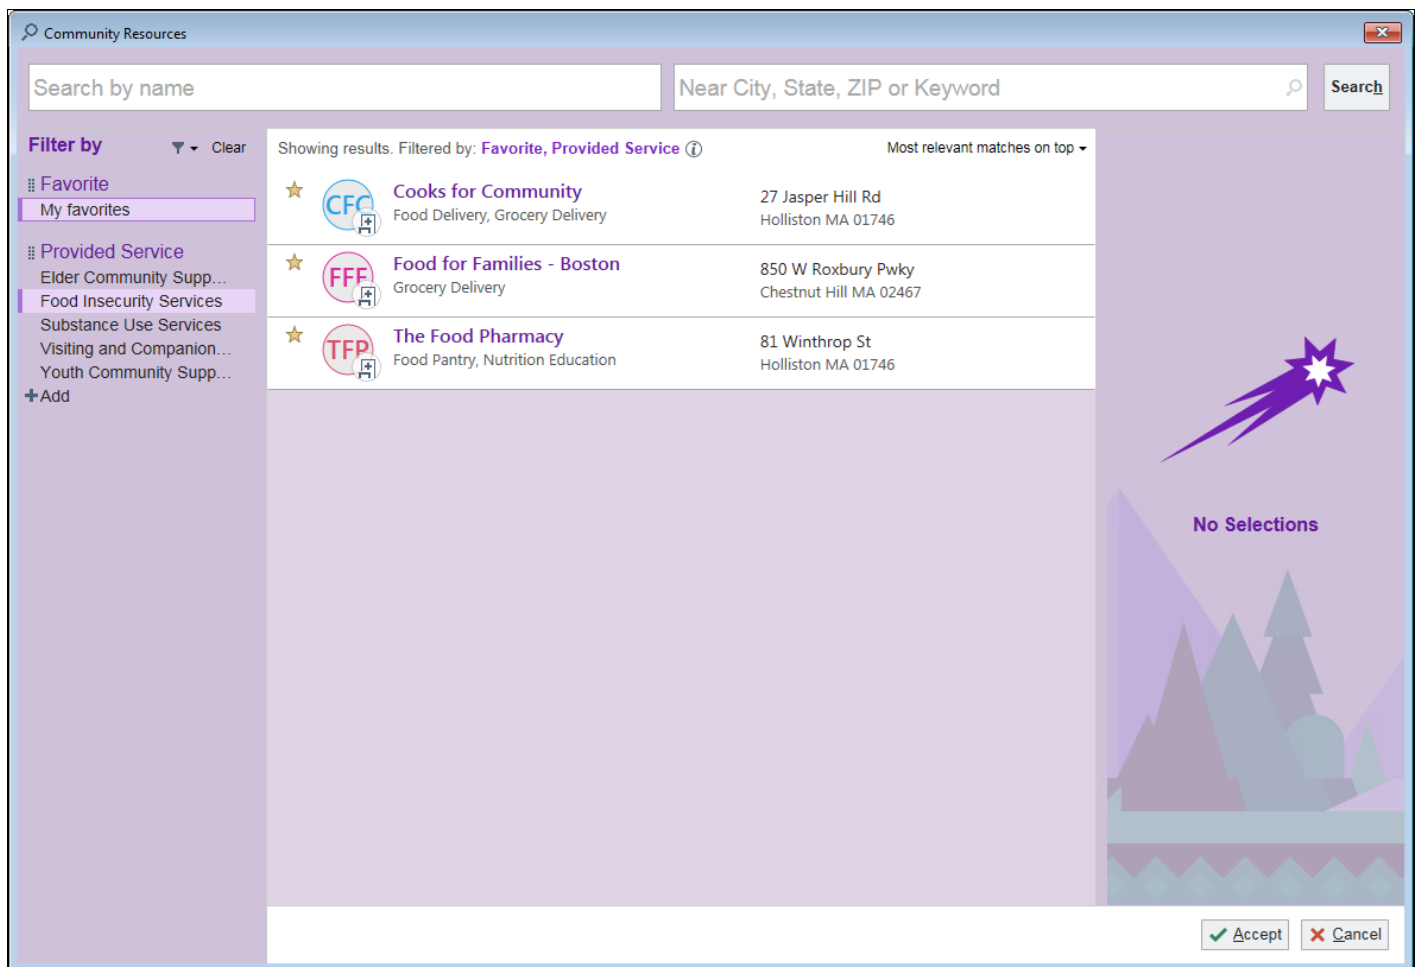 Community Resources
Search by name
Near City, State, ZIP or Keyword
Search
Filter by
Clear
Favorite
My favorites
Provided Service
Elder Community Supp...
Food Insecurity Services
Substance Use Services
Visiting and Companion...
Youth Community Supp...
Add
Showing results. Filtered by: Favorite, Provided Service
Most relevant matches on top
CFC
Cooks for Community
Food Delivery, Grocery Delivery
27 Jasper Hill Rd
Holliston MA 01746
FFF
Food for Families - Boston
Grocery Delivery
850 W Roxbury Pwky
Chestnut Hill MA 02467
TFP
The Food Pharmacy
Food Pantry, Nutrition Education
81 Winthrop St
Holliston MA 01746
No Selections
Accept
Cancel